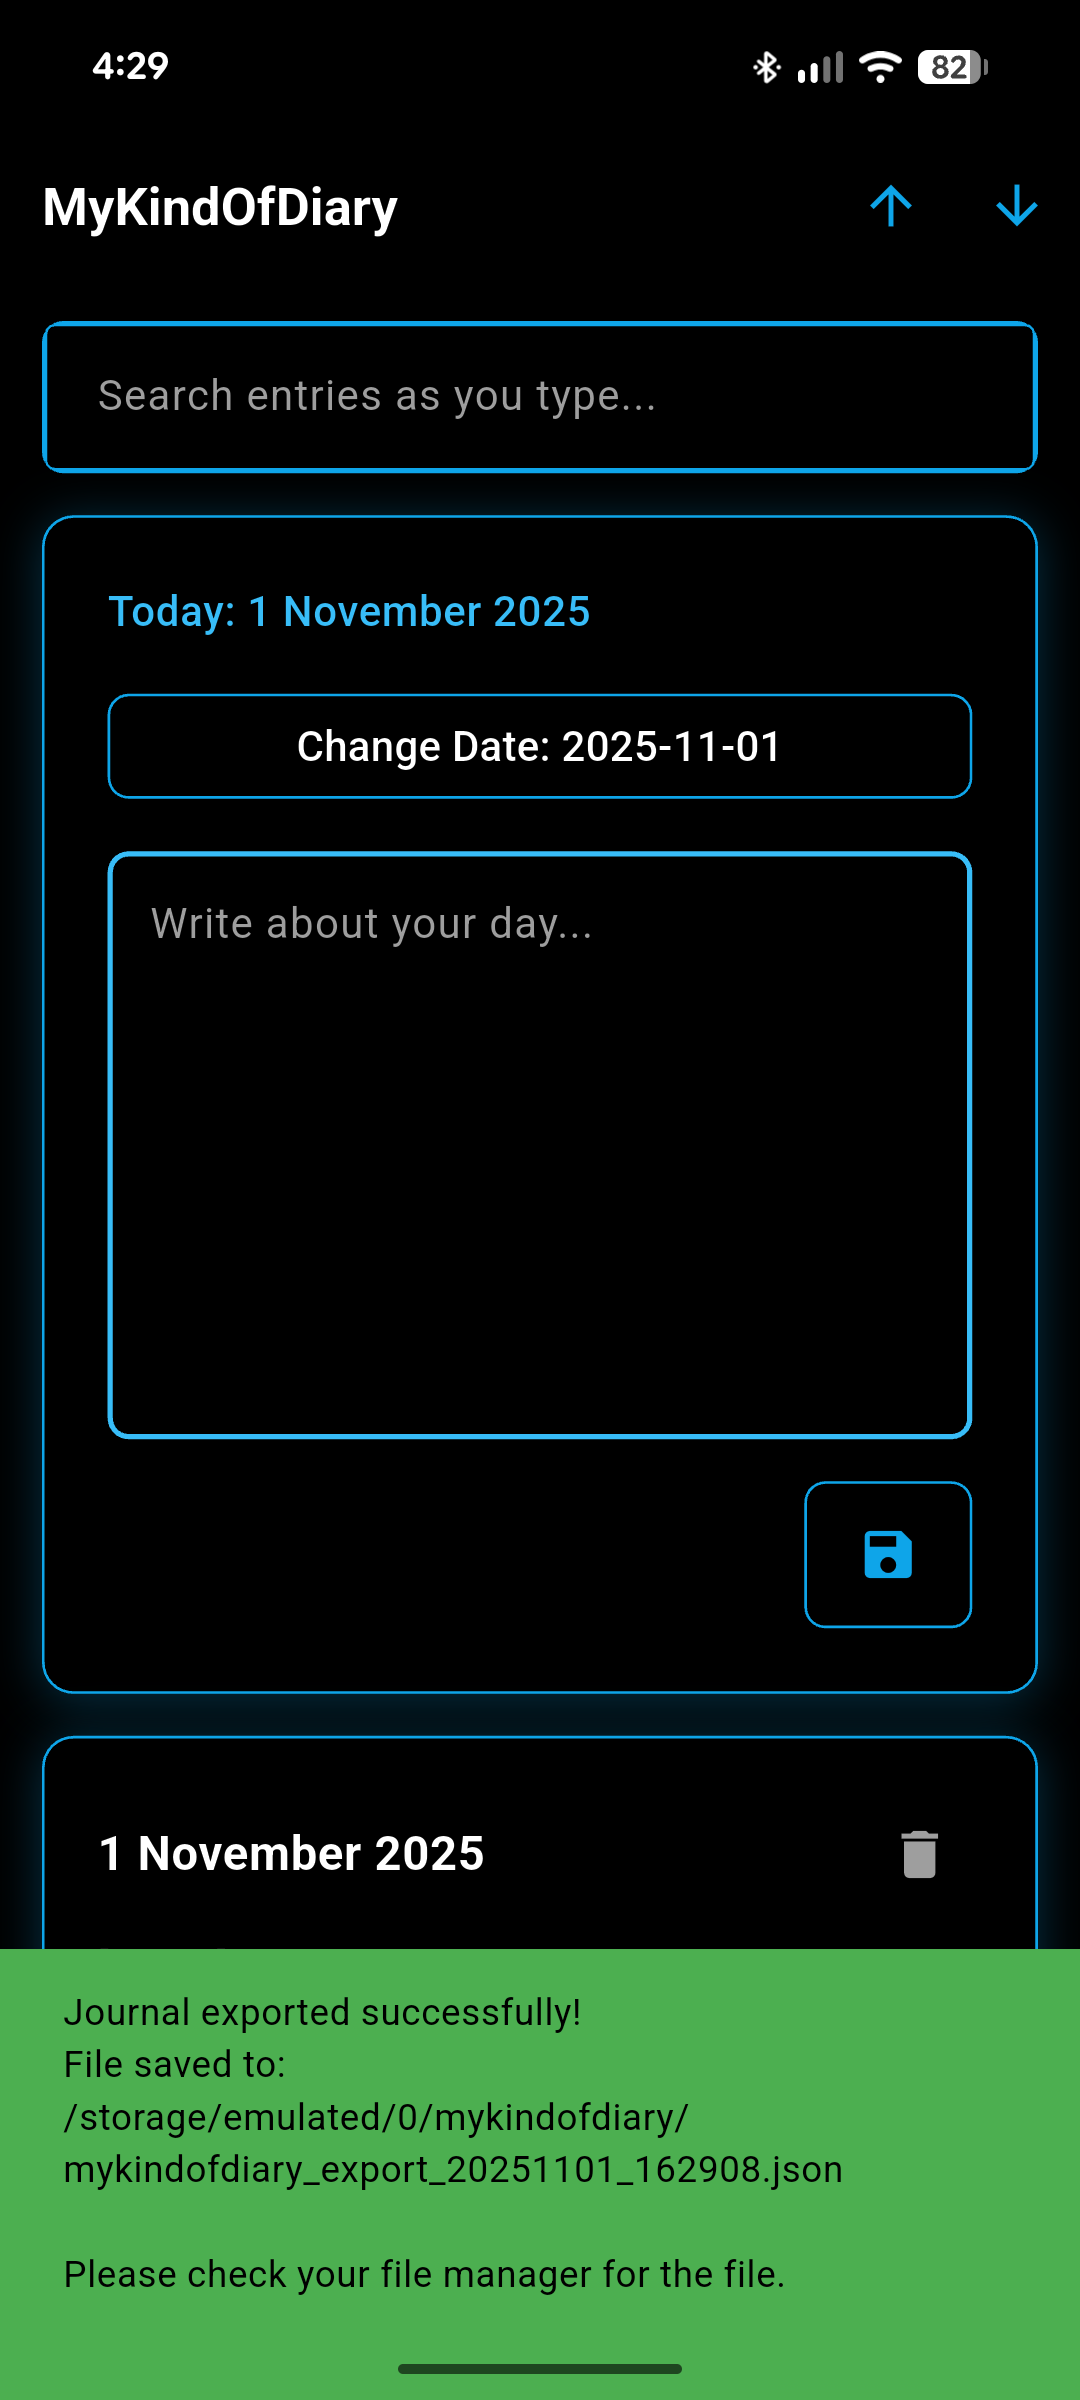 4:29
82
MyKindOfDiary
Search entries as you type...
Today: 1 November 2025
Change Date: 2025-11-01
Write about your day...
1 November 2025
Journal exported successfully!
File saved to:
/storage/emulated/0/mykindofdiary/
mykindofdiary_export_20251101_162908.json
Please check your file manager for the file.